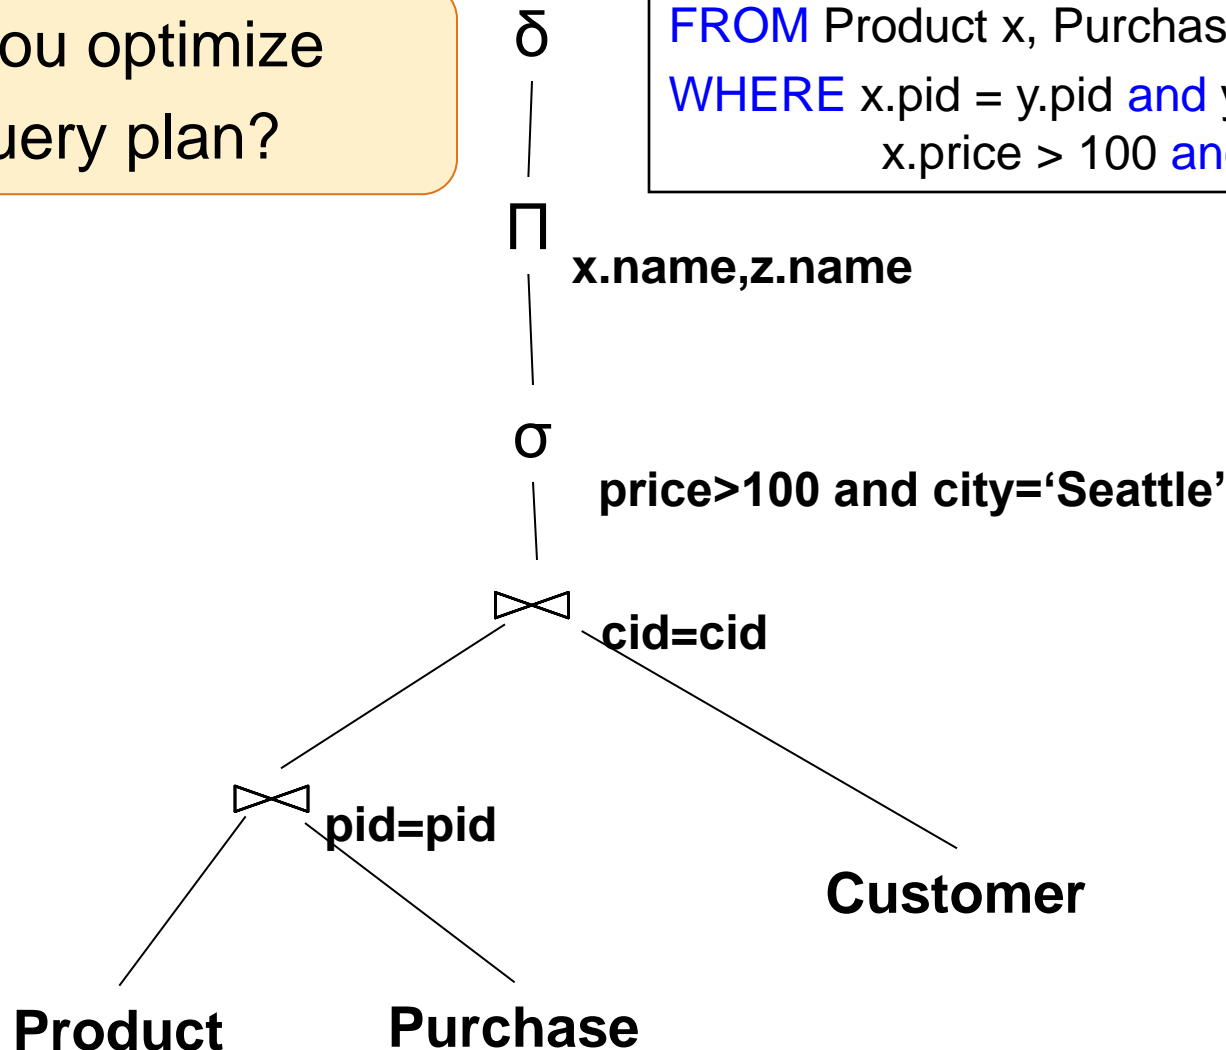 ou optimize
uery plan?
δ
FROM Product x, Purchas
WHERE x.pid = y.pid and y
x.price > 100 an
Π
x.name,z.name
σ
price>100 and city=‘Seattle’
cid=cid
pid=pid
Customer
Product
Purchase